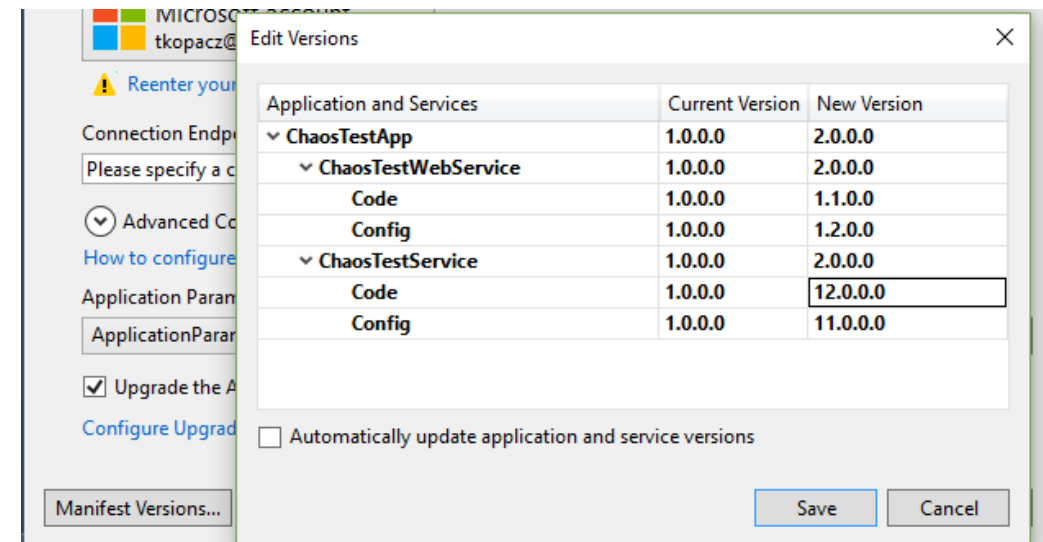 Microsoft account
tkopacz@
Reenter your
Connection Endpo
Please specify a c
Advanced Co
How to configure
Application Param
ApplicationParar
Upgrade the A
Configure Upgrad
Manifest Versions...
Edit Versions
Application and Services Current Version New Version
ChaosTestApp 1.0.0.0 2.0.0.0
ChaosTestWebService 1.0.0.0 2.0.0.0
Code 1.0.0.0 1.1.0.0
Config 1.0.0.0 1.2.0.0
ChaosTestService 1.0.0.0 2.0.0.0
Code 1.0.0.0 12.0.0.0
Config 1.0.0.0 11.0.0.0
Automatically update application and service versions
Save Cancel